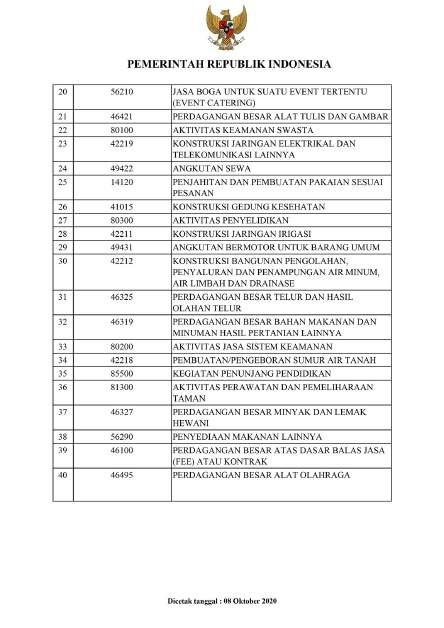 PEMERINTAH REPUBLIK INDONESIA
20 56210 JASA BOGA UNTUK SUATU EVENT TERTENTU
(EVENT CATERING)
21 46421 PERDAGANGAN BESAR ALAT TULIS DAN GAMBAR
22 80100 AKTIVITAS KEAMANAN SWASTA
23 42219 KONSTRUKSI JARINGAN ELEKTRIKAL DAN
TELEKOMUNIKASI LAINNYA
24 49422 ANGKUTAN SEWA
25 14120 PENJAHITAN DAN PEMBUATAN PAKAIAN SESUAI
PESANAN
26 41015 KONSTRUKSI GEDUNG KESEHATAN
27 80300 AKTIVITAS PENYELIDIKAN
28 42211 KONSTRUKSI JARINGAN IRIGASI
29 49431 ANGKUTAN BERMOTOR UNTUK BARANG UMUM
30 42212 KONSTRUKSI BANGUNAN PENGOLAHAN,
PENYALURAN DAN PENAMPUNGAN AIR MINUM,
AIR LIMBAH DAN DRAINASE
31 46325 PERDAGANGAN BESAR TELUR DAN HASIL
OLAHAN TELUR
32 46319 PERDAGANGAN BESAR BAHAN MAKANAN DAN
MINUMAN HASIL PERTANIAN LAINNYA
33 80200 AKTIVITAS JASA SISTEM KEAMANAN
34 42218 PEMBUATAN/PENGEBORAN SUMUR AIR TANAH
35 85500 KEGIATAN PENUNJANG PENDIDIKAN
36 81300 AKTIVITAS PERAWATAN DAN PEMELIHARAAN
TAMAN
37 46327 PERDAGANGAN BESAR MINYAK DAN LEMAK
HEWANI
38 56290 PENYEDIAAN MAKANAN LAINNYA
39 46100 PERDAGANGAN BESAR ATAS DASAR BALAS JASA
(FEE) ATAU KONTRAK
40 46495 PERDAGANGAN BESAR ALAT OLAHRAGA
Dicetak tanggal : 08 Oktober 2020